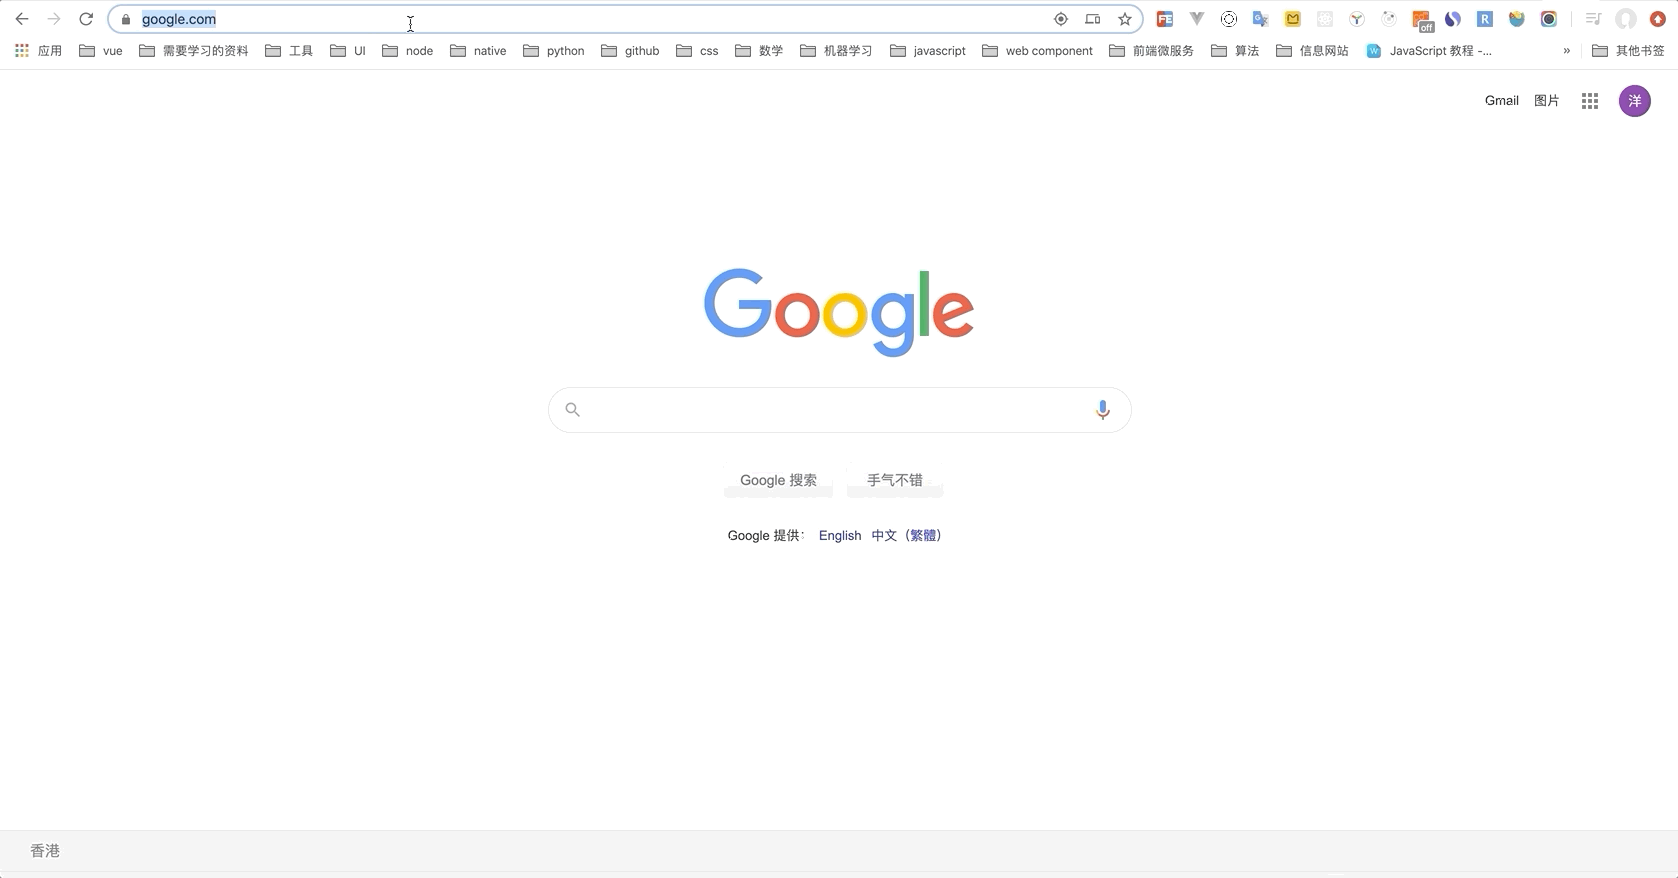 google.com
FE
off
R
应用 vue 需要学习的资料 工具 UI node native python github css 数学 机器学习 javascript web component 前端微服务 算法 信息网站 JavaScript 教程 -... » 其他书签
Gmail 图片 洋
Google
Google 搜索 手气不错
Google 提供: English 中文（繁體）
香港